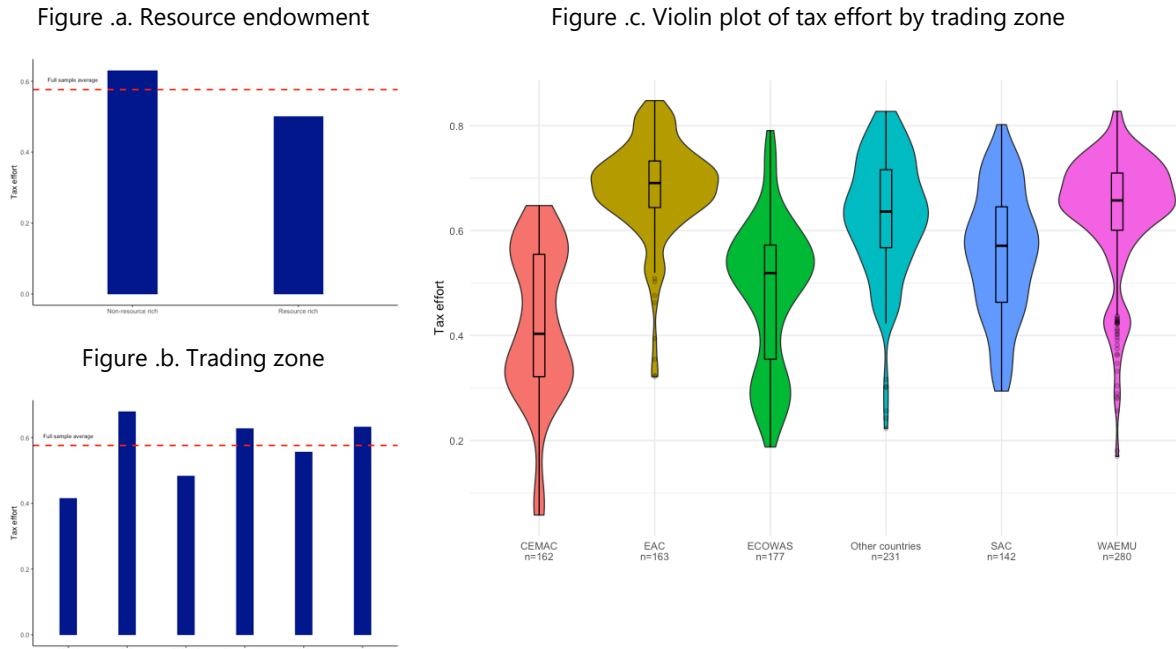 Figure .a. Resource endowment
Full sample average
0.6
0.4
0.2
0.0
Tax effort
Non-resource rich
Resource rich
Figure .b. Trading zone
Full sample average
0.6
0.4
0.2
0.0
Tax effort
Figure .c. Violin plot of tax effort by trading zone
0.8
0.6
0.4
0.2
Tax effort
CEMAC
n=162
EAC
n=163
ECOWAS
n=177
Other countries
n=231
SAC
n=142
WAEMU
n=280